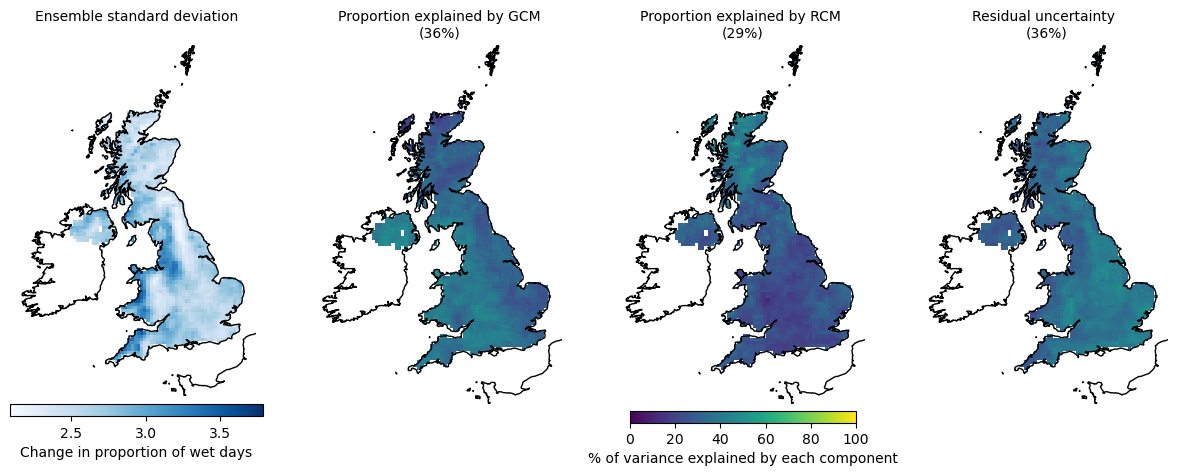 Ensemble standard deviation
Proportion explained by GCM
(36%)
Proportion explained by RCM
(29%)
Residual uncertainty
(36%)
2.5 3.0 3.5
Change in proportion of wet days
0 20 40 60 80 100
% of variance explained by each component